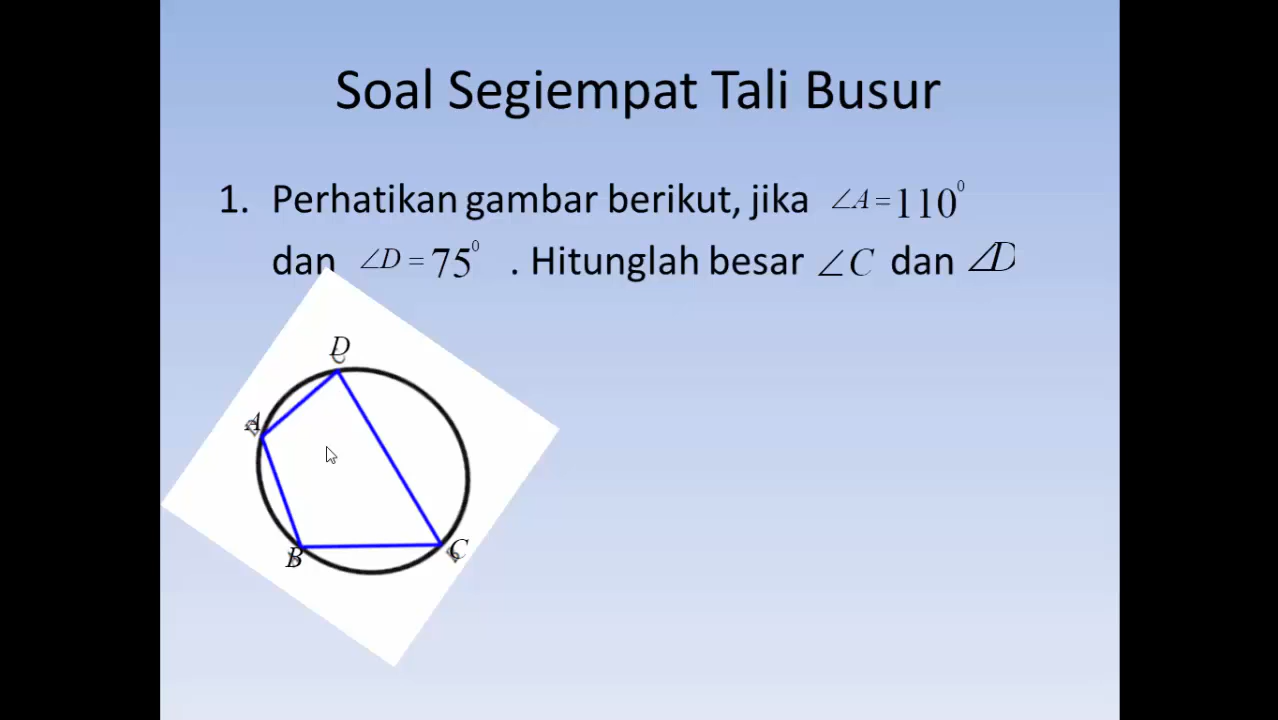 Soal Segiempat Tali Busur
1. Perhatikan gambar berikut, jika ∠A = 110⁰
dan ∠D = 75⁰ . Hitunglah besar ∠C dan ∠D
D
A
B
C